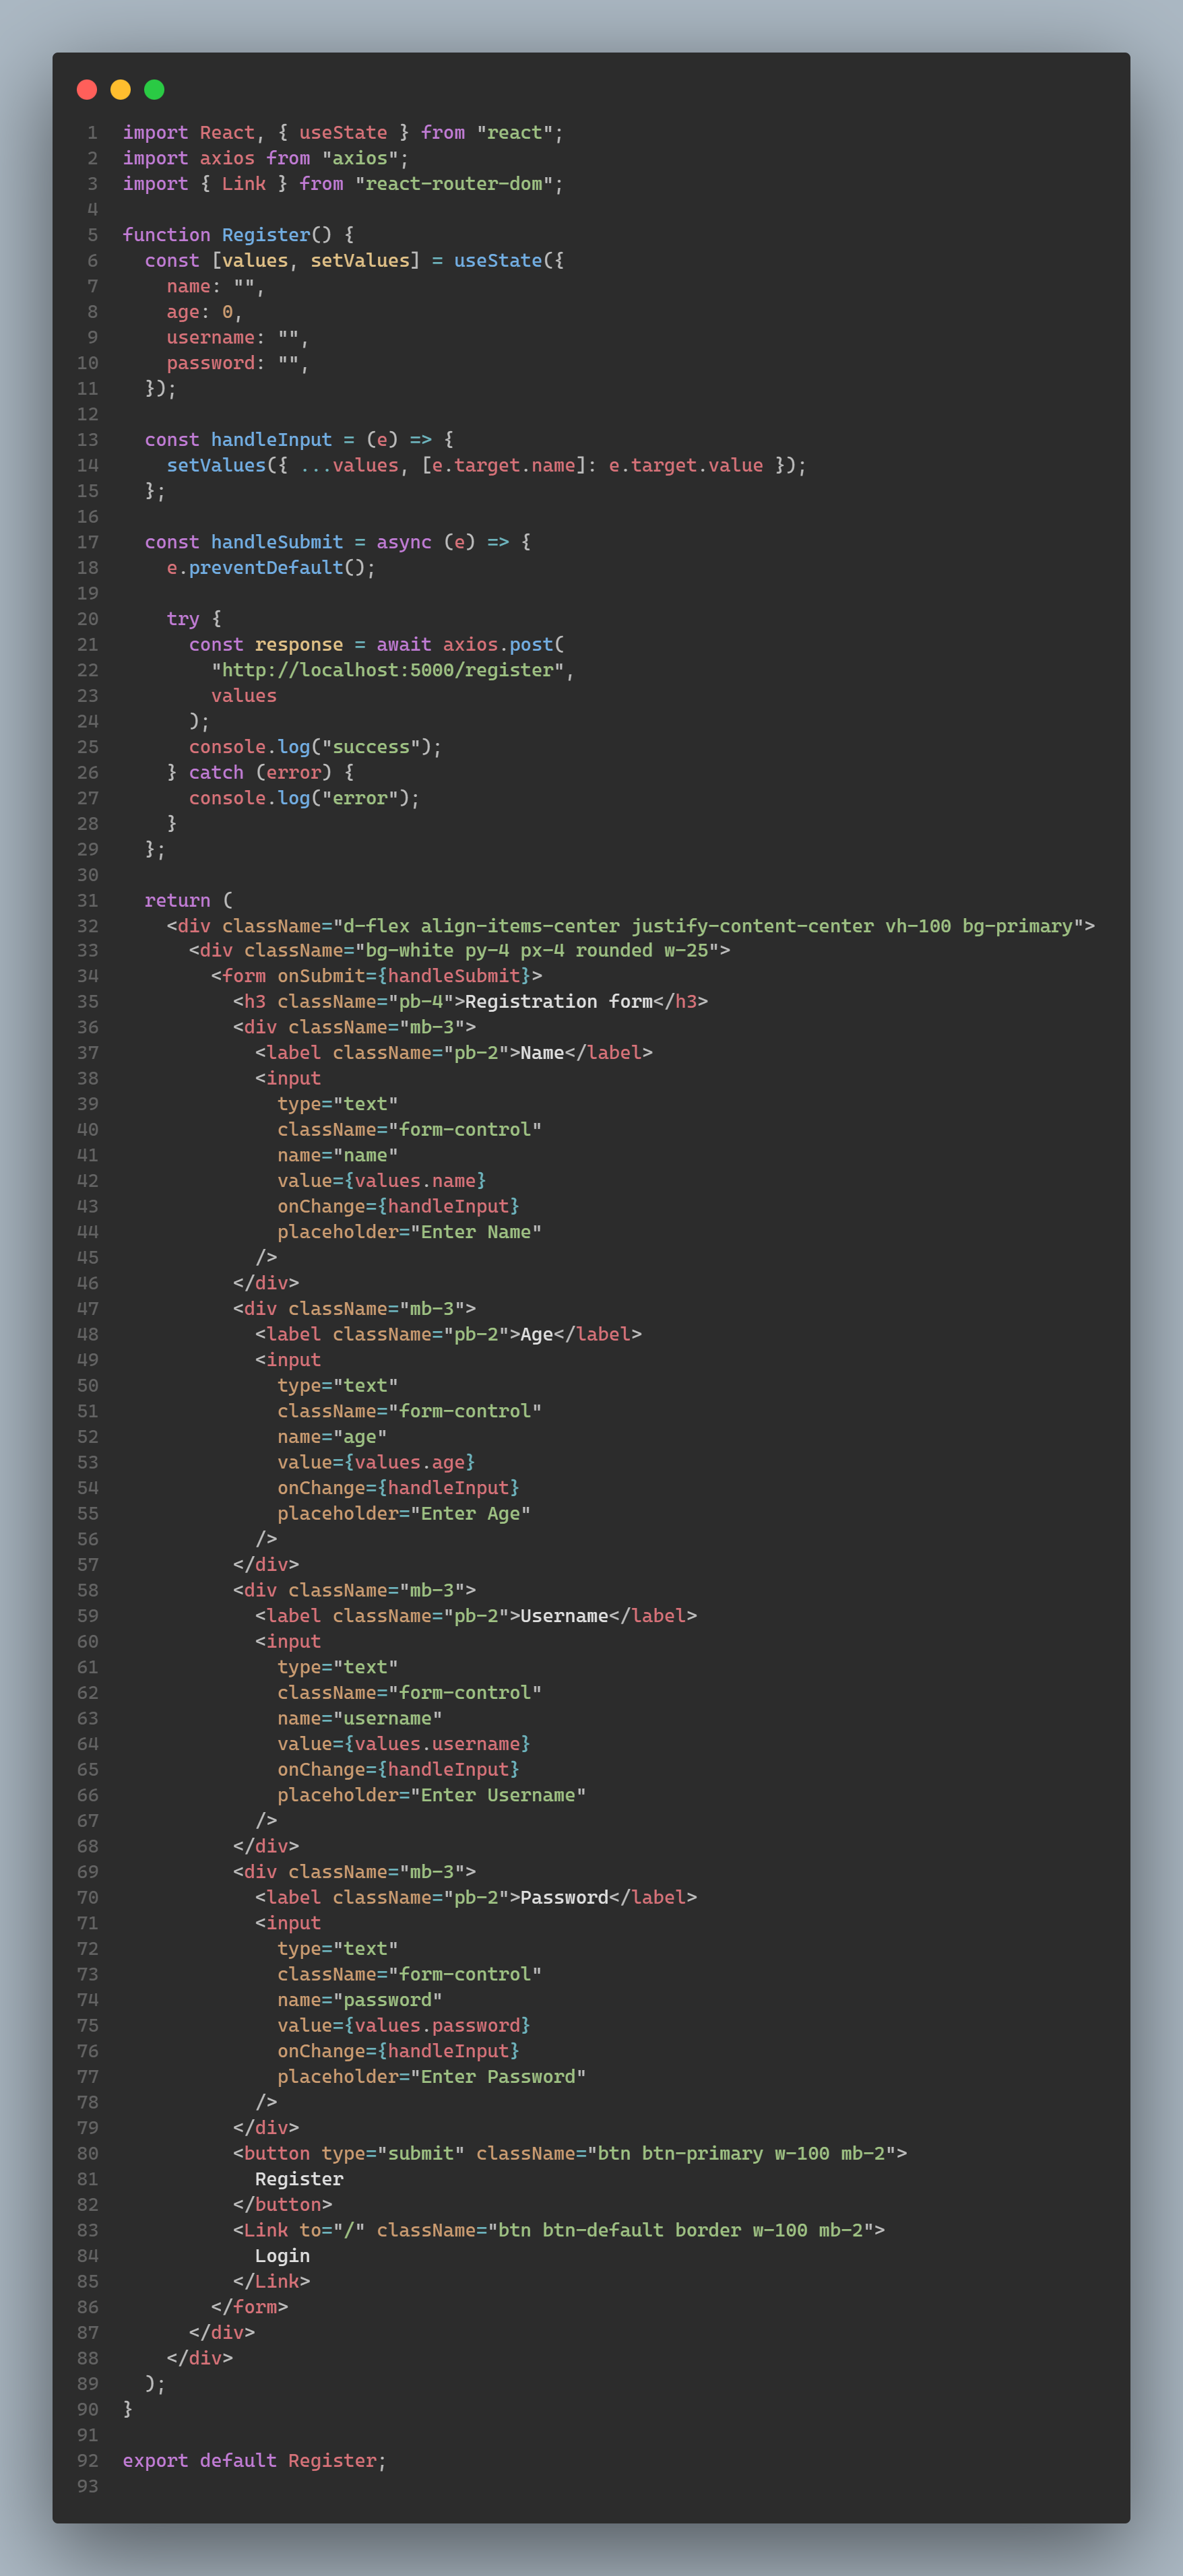 1 import React, { useState } from "react";
2 import axios from "axios";
3 import { Link } from "react-router-dom";
4
5 function Register() {
6   const [values, setValues] = useState({
7     name: "",
8     age: 0,
9     username: "",
10     password: "",
11   });
12
13   const handleInput = (e) => {
14     setValues({ ...values, [e.target.name]: e.target.value });
15   };
16
17   const handleSubmit = async (e) => {
18     e.preventDefault();
19
20     try {
21       const response = await axios.post(
22         "http://localhost:5000/register",
23         values
24       );
25       console.log("success");
26     } catch (error) {
27       console.log("error");
28     }
29   };
30
31   return (
32     <div className="d-flex align-items-center justify-content-center vh-100 bg-primary">
33       <div className="bg-white py-4 px-4 rounded w-25">
34         <form onSubmit={handleSubmit}>
35           <h3 className="pb-4">Registration form</h3>
36           <div className="mb-3">
37             <label className="pb-2">Name</label>
38             <input
39               type="text"
40               className="form-control"
41               name="name"
42               value={values.name}
43               onChange={handleInput}
44               placeholder="Enter Name"
45             />
46           </div>
47           <div className="mb-3">
48             <label className="pb-2">Age</label>
49             <input
50               type="text"
51               className="form-control"
52               name="age"
53               value={values.age}
54               onChange={handleInput}
55               placeholder="Enter Age"
56             />
57           </div>
58           <div className="mb-3">
59             <label className="pb-2">Username</label>
60             <input
61               type="text"
62               className="form-control"
63               name="username"
64               value={values.username}
65               onChange={handleInput}
66               placeholder="Enter Username"
67             />
68           </div>
69           <div className="mb-3">
70             <label className="pb-2">Password</label>
71             <input
72               type="text"
73               className="form-control"
74               name="password"
75               value={values.password}
76               onChange={handleInput}
77               placeholder="Enter Password"
78             />
79           </div>
80           <button type="submit" className="btn btn-primary w-100 mb-2">
81             Register
82           </button>
83           <Link to="/" className="btn btn-default border w-100 mb-2">
84             Login
85           </Link>
86         </form>
87       </div>
88     </div>
89   );
90 }
91
92 export default Register;
93